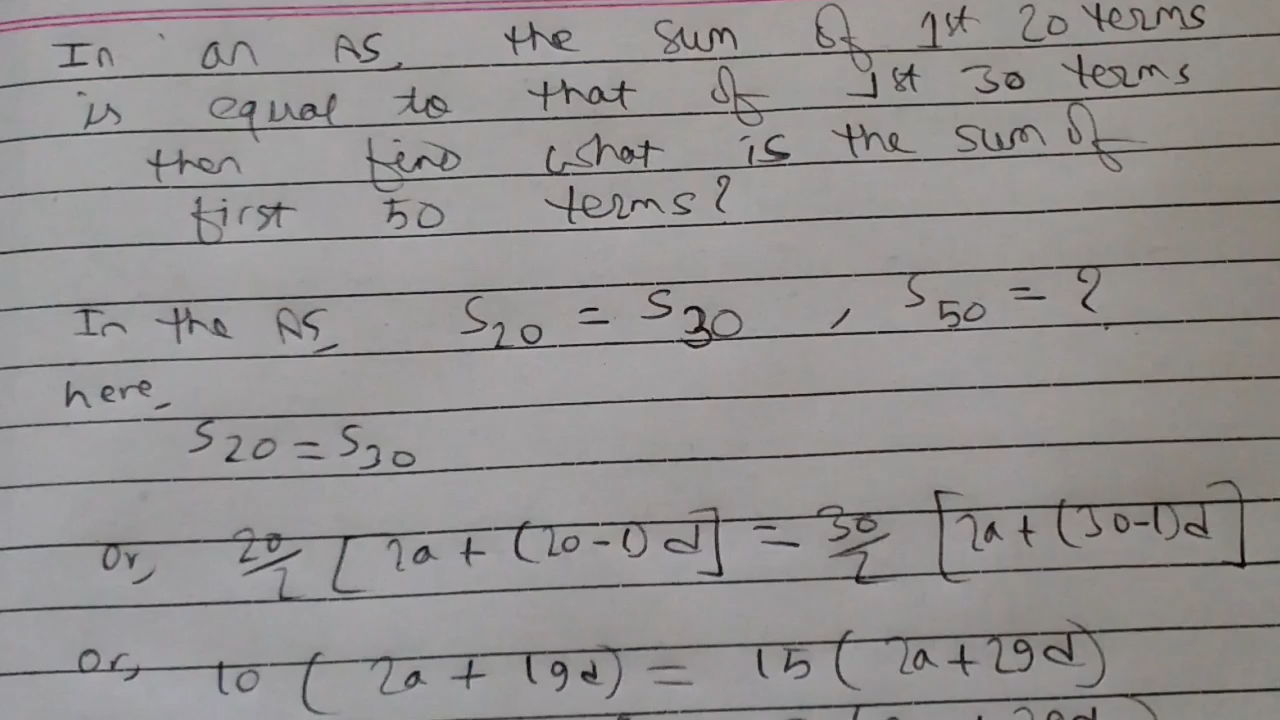 In an AS, the sum of 1st 20 terms
is equal to that of 1st 30 terms
then find what is the sum of
first 50 terms?
In the AS, S20 = S30 , S50 = ?
here,
S20 = S30
or, 20/2 [2a + (20-1)d] = 30/2 [2a + (30-1)d]
or, 10 (2a + 19d) = 15 (2a + 29d)